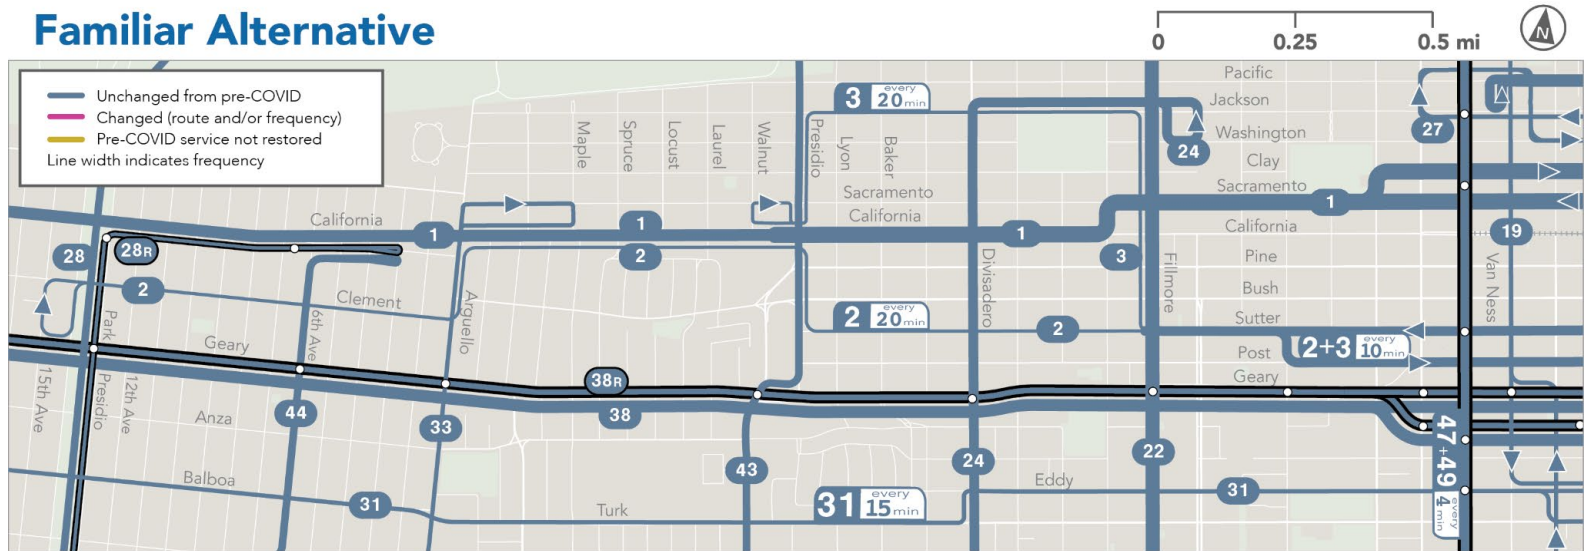 Familiar Alternative
0 0.25 0.5 mi
N
Unchanged from pre-COVID
Changed (route and/or frequency)
Pre-COVID service not restored
Line width indicates frequency
Maple
Spruce
Locust
Laurel
Walnut
Presidio
Lyon
Baker
3 every 20 min
Pacific
Jackson
Washington
Clay
Sacramento
California
24
27
Sacramento
California
California
1
1
1
1
28
28R
2
2
3
19
Pine
Bush
Sutter
Post
Geary
Divisadero
Fillmore
Van Ness
2 every 20 min
2
2+3 every 10 min
Clement
Arguello
6th Ave
Park Presidio
Geary
15th Ave
12th Ave
38R
38
Anza
44
33
43
24
22
47+49 every 4 min
Balboa
31
Turk
31 every 15 min
Eddy
31